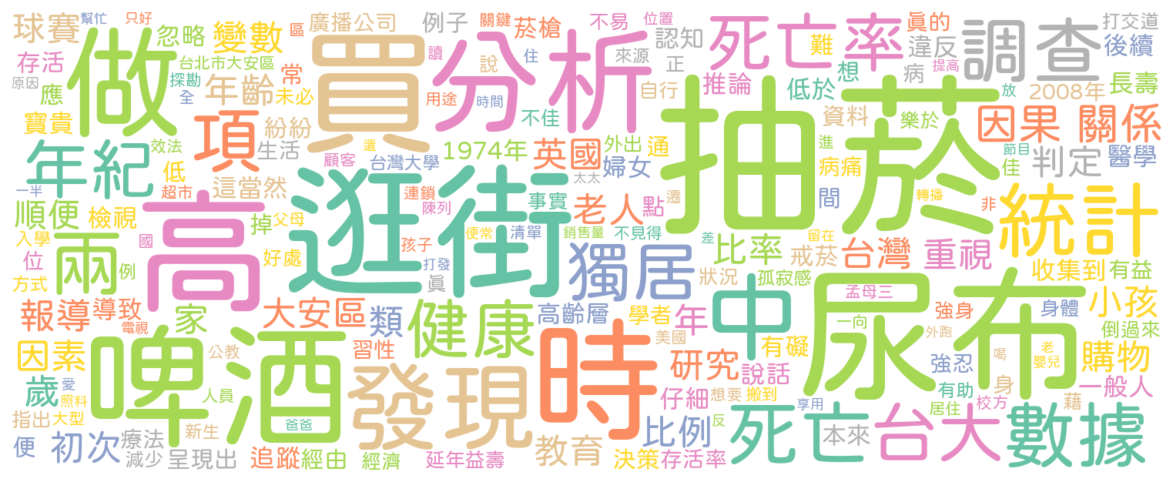 球賽 幫忙 只好 區 廣播公司 例子 關鍵 菸槍 不易 位置 死亡率 眞的 打交道
做 忽略 變數 買 分析 讀 說 住 來源 認知 難 違反 調查 後續
存活 台北市大安區 常 正 病 提高
原因 探勘 全 年齡 未必 用途 時間 不佳 自行 推論 想 低於 放 2008年 長壽
應 寶貴 項 紛紛 抽菸 資料 樂於 因果 關係
年紀 效法 低 生活 溫 顧客 台灣大學 1974年 英國 外出 通 婦女 病痛 進 間 佳 節目 判定 醫學
一半 超市 這當然 逛街 連鎖 陳列 事實 太太 老人 點 遷 轉播 非 統計
順便 檢視 掉 父母 高 便常 清單 銷售量 不見得 差 比率 留在 戒菸 台灣 重視
入學 國 兩 位 例 好處 孩子 打發 獨居 狀況 孤寂感 中 尿布 收集到 有益
方式 眞 孟母三 強身 身體 小孩
報導 導致 電視 家 大安區 類 健康 高齡層 學者 年 美國 時 一向 外跑 倒過來
因素 啤酒 公教 習性 發現 研究 有礙 說話 強忍 喝 老 嬰兒 購物
歲 愛 照料 人員 仔細 想要 搬到 享用 有助 身 一般人
指出 大型 爸爸 比例 反 死亡 本來 台大 居住 校方 藉 數據
便 初次 療法 新生 減少 呈現出 追蹤 經由 經濟 延年益壽 教育 決策 存活率